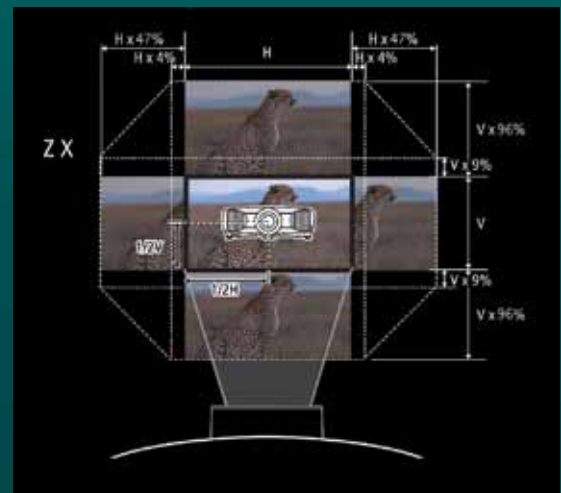 H x 47%
H
H x 47%
H x 4%
H x 4%
V x 96%
Z X
V x 9%
V
1/2V
1/2H
V x 9%
V x 96%